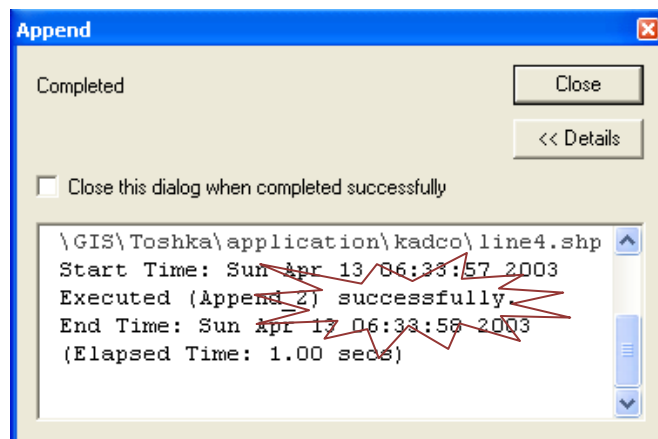 Append
Completed
Close
<< Details
Close this dialog when completed successfully
\GIS\Toshka\application\kadco\line4.shp
Start Time: Sun Apr 13 06:33:57 2003
Executed (Append_2) successfully.
End Time: Sun Apr 13 06:33:58 2003
(Elapsed Time: 1.00 secs)